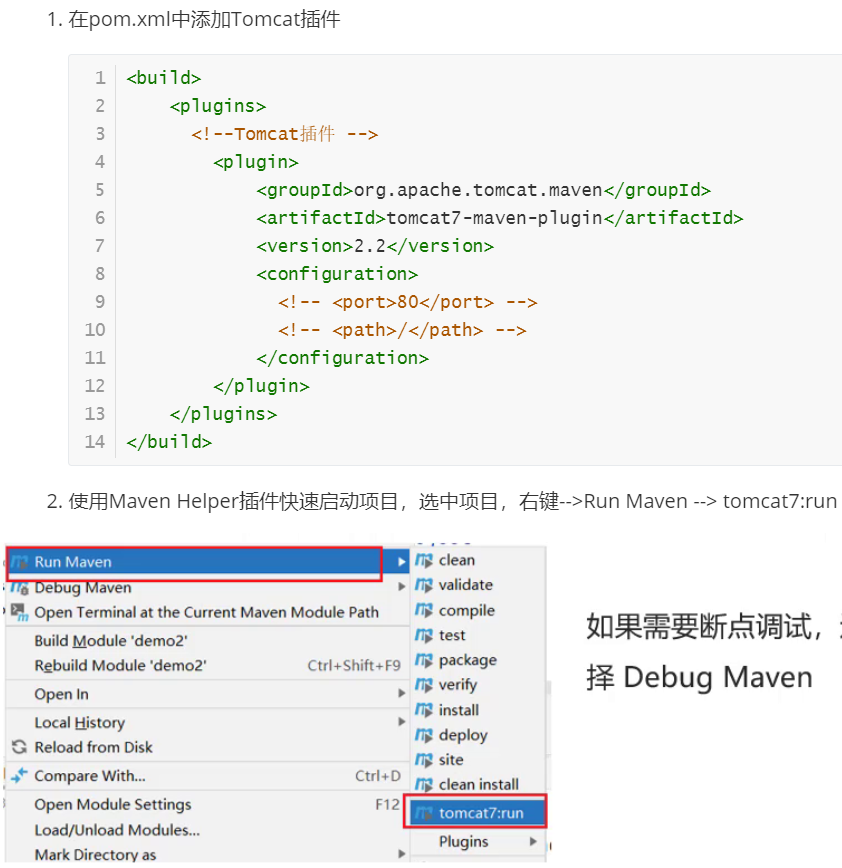 1. 在pom.xml中添加Tomcat插件
1 <build>
2 <plugins>
3 <!--Tomcat插件 -->
4 <plugin>
5 <groupId>org.apache.tomcat.maven</groupId>
6 <artifactId>tomcat7-maven-plugin</artifactId>
7 <version>2.2</version>
8 <configuration>
9 <!-- <port>80</port> -->
10 <!-- <path>/</path> -->
11 </configuration>
12 </plugin>
13 </plugins>
14 </build>
2. 使用Maven Helper插件快速启动项目，选中项目，右键-->Run Maven --> tomcat7:run
Run Maven
Debug Maven
Open Terminal at the Current Maven Module Path
Build Module 'demo2'
Rebuild Module 'demo2' Ctrl+Shift+F9
Open In
Local History
Reload from Disk
Compare With... Ctrl+D
Open Module Settings F12
Load/Unload Modules...
Mark Directory as
clean
validate
compile
test
package
verify
install
deploy
site
clean install
tomcat7:run
Plugins
如果需要断点调试，
择 Debug Maven